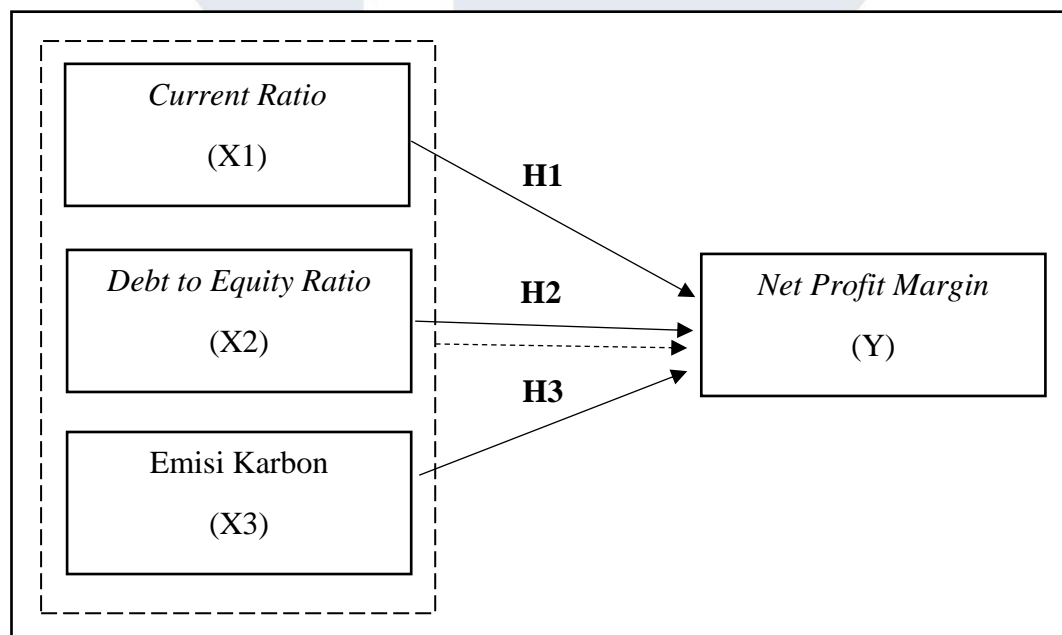 Current Ratio
(X1)
H1
Debt to Equity Ratio
(X2)
H2
Net Profit Margin
(Y)
H3
Emisi Karbon
(X3)